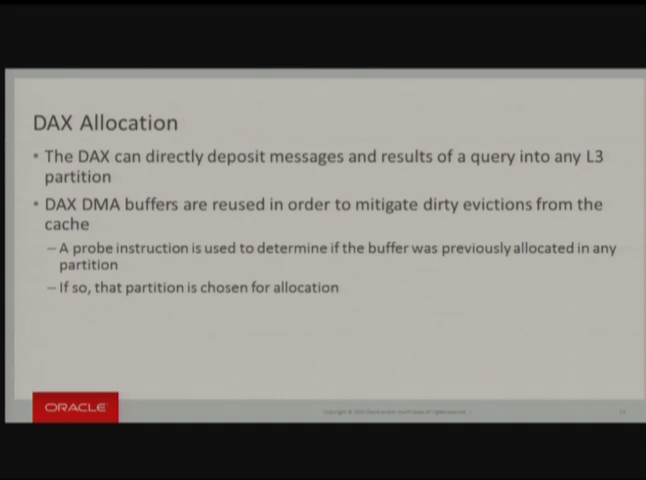 DAX Allocation
• The DAX can directly deposit messages and results of a query into any L3
partition
• DAX DMA buffers are reused in order to mitigate dirty evictions from the
cache
– A probe instruction is used to determine if the buffer was previously allocated in any
partition
– If so, that partition is chosen for allocation
ORACLE
Copyright ©